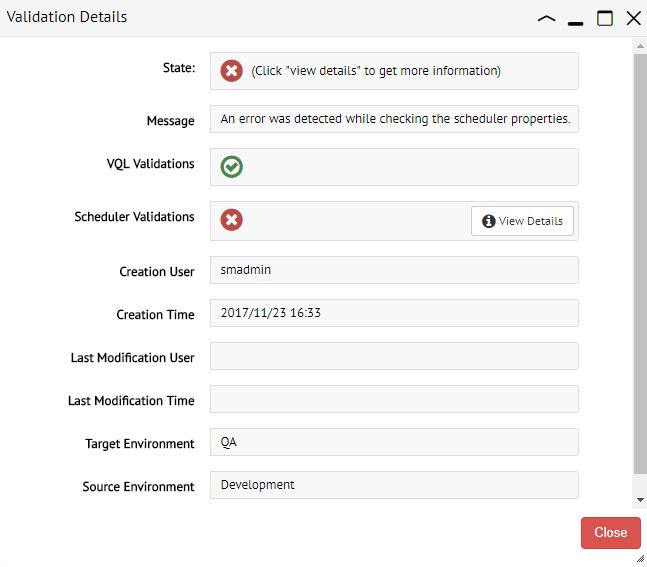 Validation Details
State: (Click "view details" to get more information)
Message An error was detected while checking the scheduler properties.
VQL Validations
Scheduler Validations View Details
Creation User smadmin
Creation Time 2017/11/23 16:33
Last Modification User
Last Modification Time
Target Environment QA
Source Environment Development
Close